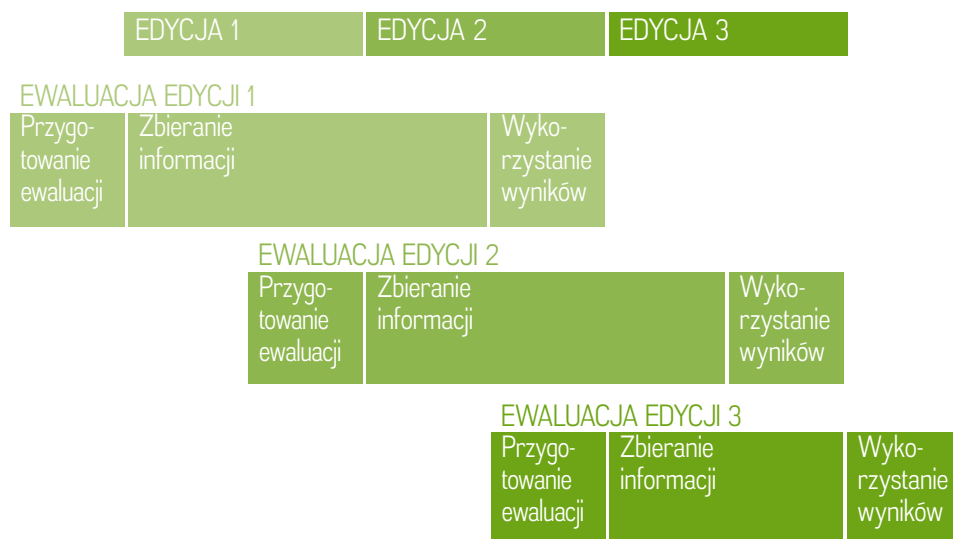 EDYCJA 1
EDYCJA 2
EDYCJA 3
EWALUACJA EDYCJI 1
Przygo-
towanie
ewaluacji
Zbieranie
informacji
Wyko-
rzystanie
wyników
EWALUACJA EDYCJI 2
Przygo-
towanie
ewaluacji
Zbieranie
informacji
Wyko-
rzystanie
wyników
EWALUACJA EDYCJI 3
Przygo-
towanie
ewaluacji
Zbieranie
informacji
Wyko-
rzystanie
wyników